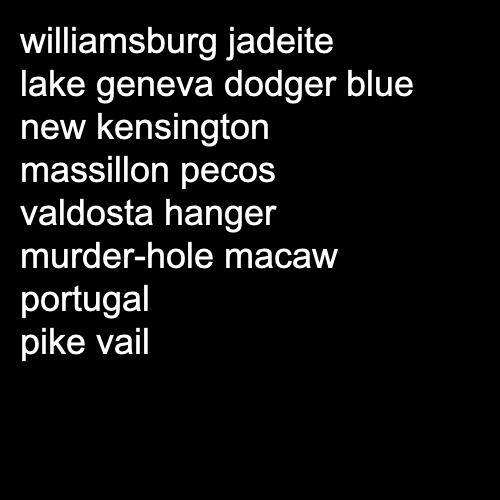 williamsburg jadeite
lake geneva dodger blue
new kensington
massillon pecos
valdosta hanger
murder-hole macaw
portugal
pike vail